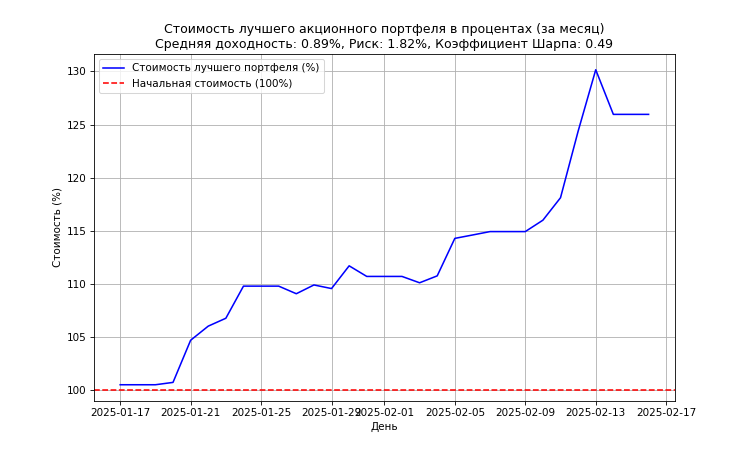 Стоимость лучшего акционного портфеля в процентах (за месяц)
Средняя доходность: 0.89%, Риск: 1.82%, Коэффициент Шарпа: 0.49
Стоимость лучшего портфеля (%)
Начальная стоимость (100%)
Стоимость (%)
130
125
120
115
110
105
100
2025-01-17 2025-01-21 2025-01-25 2025-01-29 2025-02-01 2025-02-05 2025-02-09 2025-02-13 2025-02-17
День